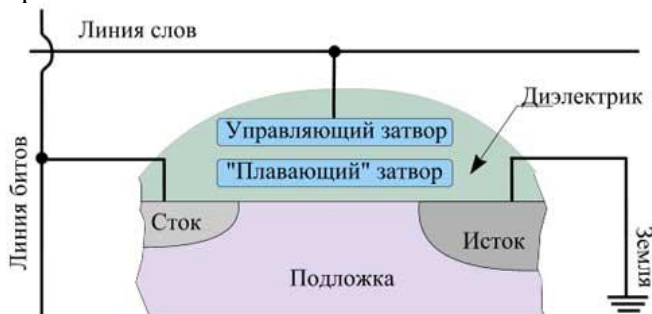 Линия слов
Диэлектрик
Управляющий затвор
"Плавающий" затвор
Линия битов
Сток
Исток
Земля
Подложка